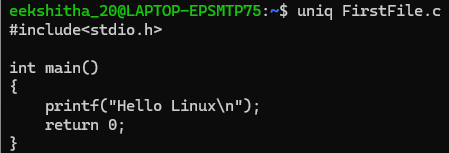 eekshitha_20@LAPTOP-EPSMTP75:~$ uniq FirstFile.c
#include<stdio.h>

int main()
{
    printf("Hello Linux\n");
    return 0;
}